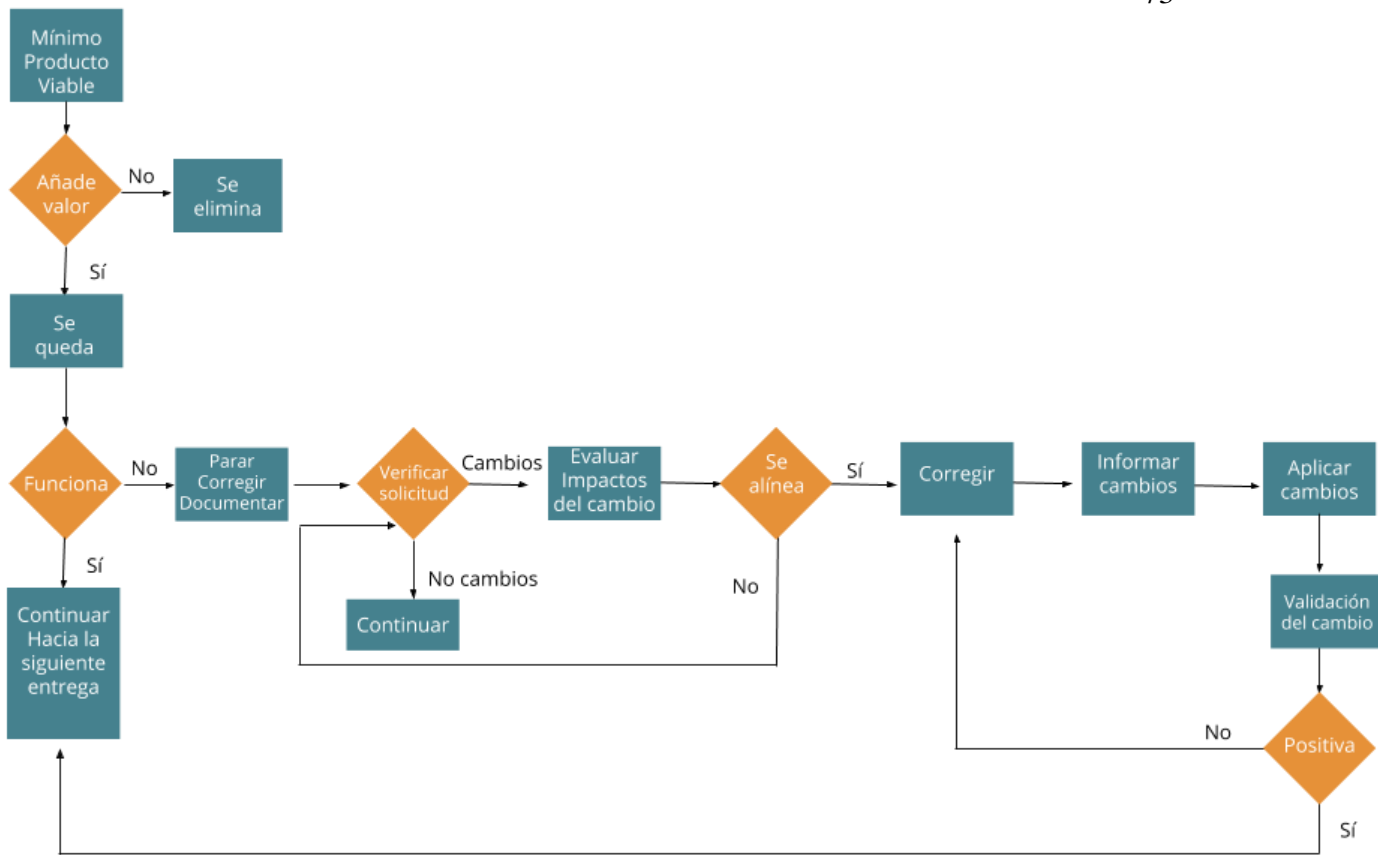 Mínimo
Producto
Viable
Añade
valor
No
Se
elimina
Sí
Se
queda
Funciona
No
Parar
Corregir
Documentar
Verificar
solicitud
Cambios
Evaluar
Impactos
del cambio
Se
alínea
Sí
Corregir
Informar
cambios
Aplicar
cambios
Sí
No cambios
No
Continuar
Continuar
Hacia la
siguiente
entrega
Validación
del cambio
No
Positiva
Sí